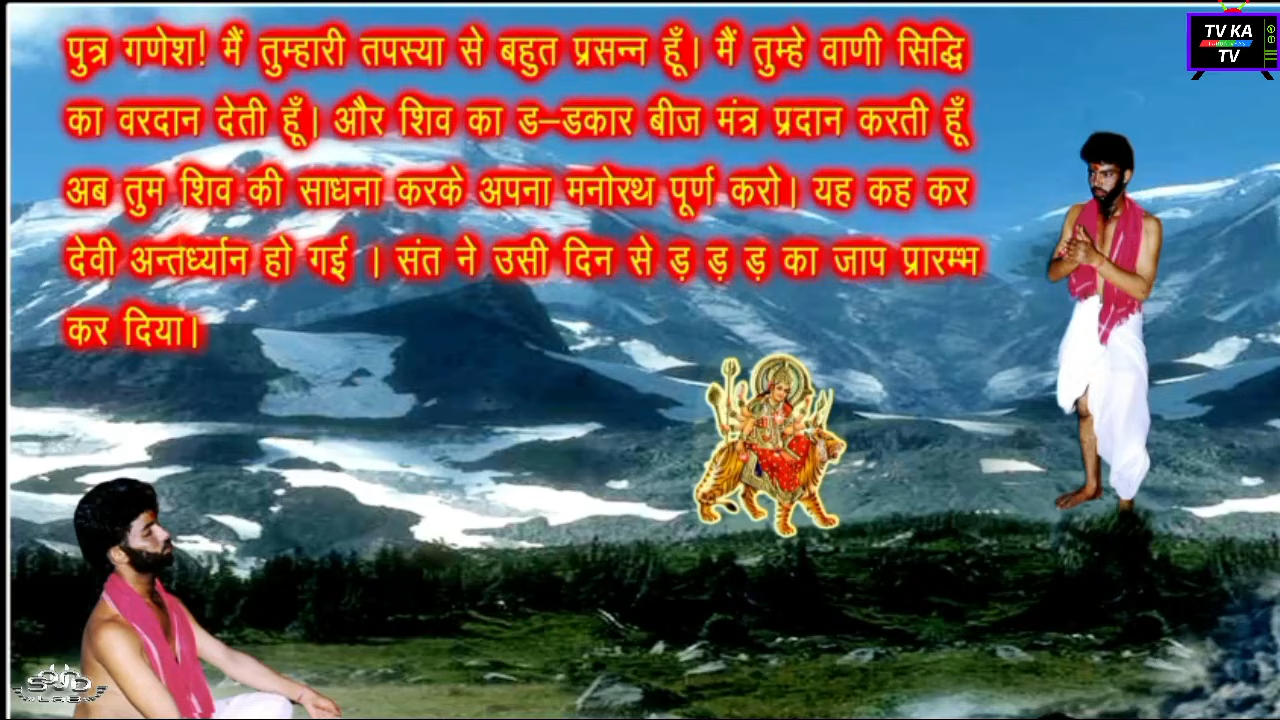 पुत्र गणेश! मैं तुम्हारी तपस्या से बहुत प्रसन्न हूँ। मैं तुम्हे वाणी सिद्धि
का वरदान देती हूँ। और शिव का ड–डकार बीज मंत्र प्रदान करती हूँ
अब तुम शिव की साधना करके अपना मनोरथ पूर्ण करो। यह कह कर
देवी अन्तर्ध्यान हो गई । संत ने उसी दिन से ड़ ड़ ड़ का जाप प्रारम्भ
कर दिया।
TV KA
TV
LAB